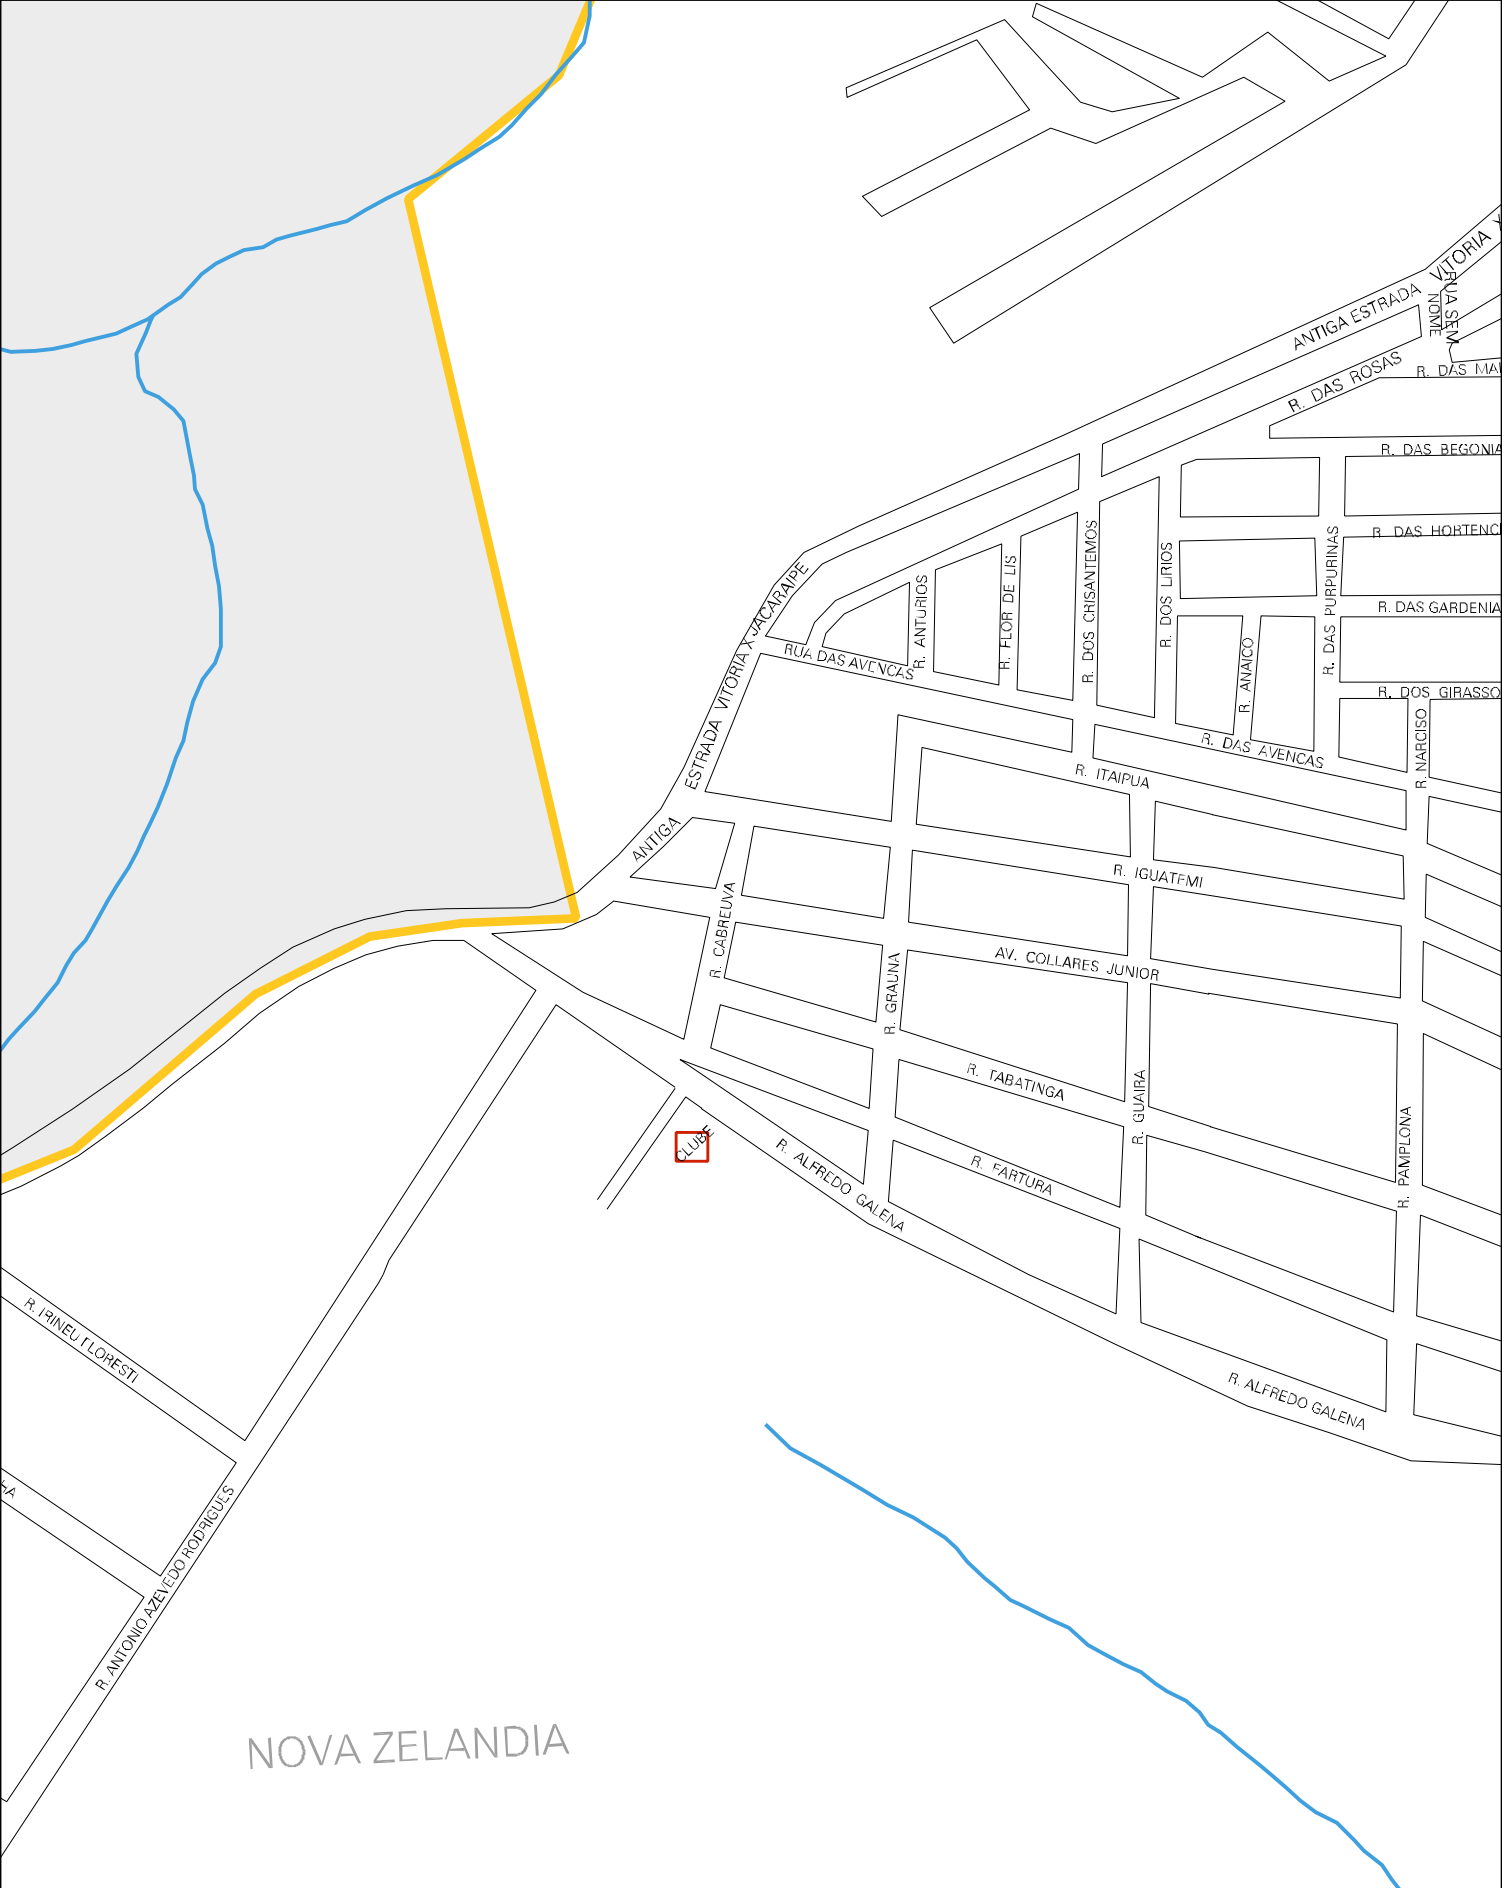 VITORIA X
RUA SEM
NOME
ANTIGA ESTRADA
R. DAS ROSAS
R. DAS MA
R. DAS BEGONIA
R. DAS HORTENCI
R. DAS GARDENIA
R. DOS GIRASSO
R. DAS PURPURINAS
R. DOS LIRIOS
R. DOS CRISANTEMOS
R. FLOR DE LIS
R. ANTURIOS
R. ANAICO
R. NARCISO
RUA DAS AVENCAS
R. DAS AVENCAS
ANTIGA ESTRADA VITORIA X JACARAIPE
R. ITAIPUA
R. IGUATEMI
R. CABREUVA
R. GRAUNA
AV. COLLARES JUNIOR
R. TABATINGA
R. GUAIRA
R. PAMPLONA
R. FARTURA
CLUBE
R. ALFREDO GALENA
R. ALFREDO GALENA
R. IRINEU FLORESTI
HA
R. ANTONIO AZEVEDO RODRIGUES
NOVA ZELANDIA